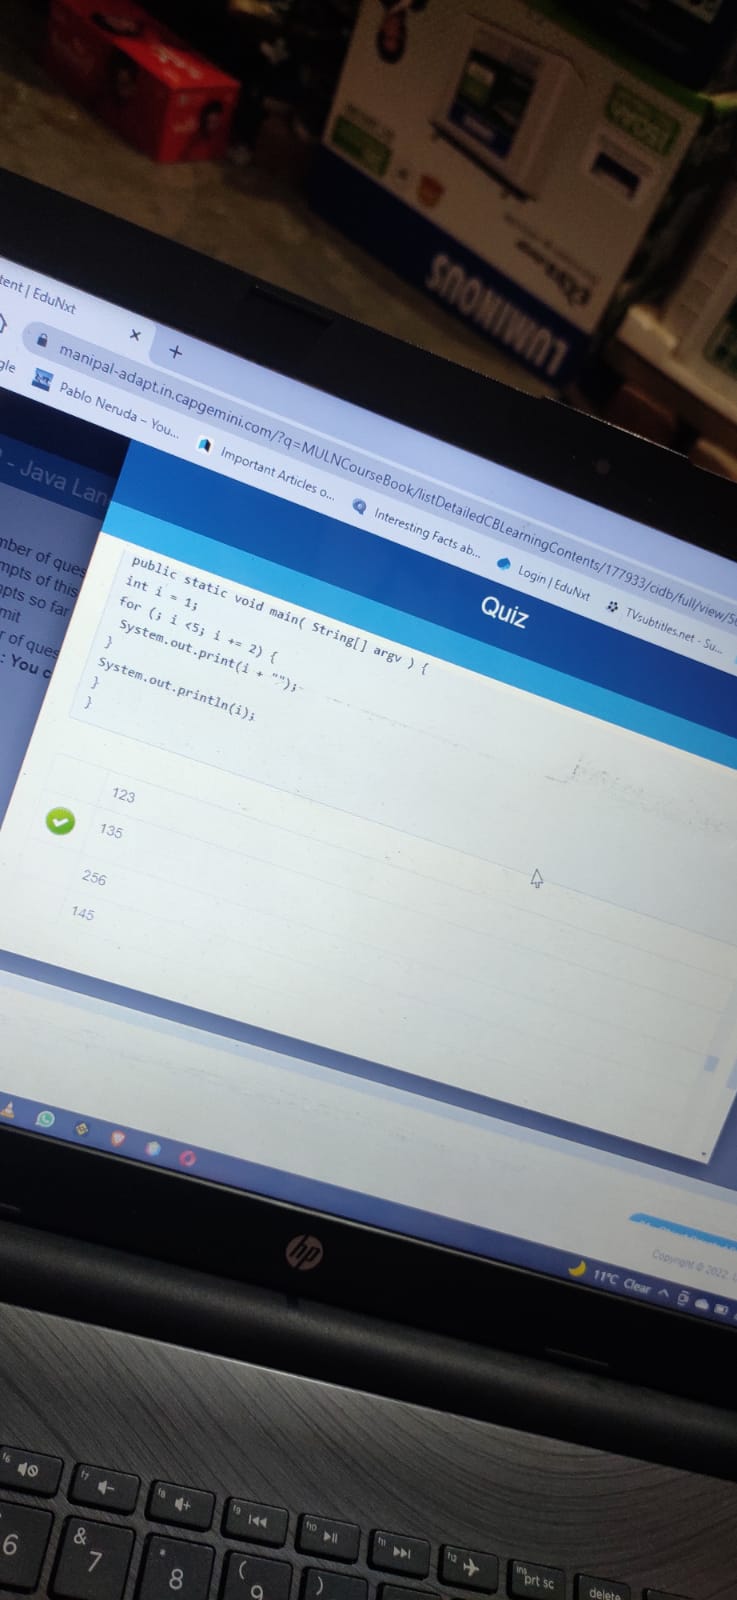 LUMINOUS
tent | EduNxt
manipal-adapt.in.capgemini.com/?q=MULNCourseBook/listDetailedCBLearningContents/177933/cidb/full/view/5
gle
Pablo Neruda – You...
Important Articles o...
Interesting Facts ab...
Login | EduNxt
TVsubtitles.net - Su...
- Java Lan
mber of ques
mpts of this
pts so far
mit
r of ques
: You c
Quiz
public static void main( String[] argv ) {
int i = 1;
for (; i <5; i += 2) {
System.out.print(i + "");
}
System.out.println(i);
}
}
123
135
256
145
Copyright © 2022
hp
11°C Clear
f6
f7
f8
f9
f10
f11
f12
ins
prt sc
delete
6
&
7
*
8
(
9
)